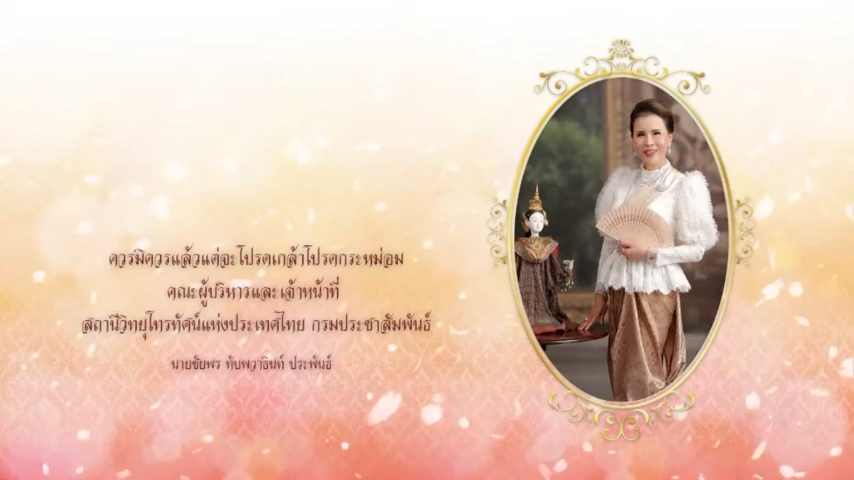 ควรมิควรแล้วแต่จะโปรดเกล้าโปรดกระหม่อม
คณะผู้บริหารและเจ้าหน้าที่
สถานีวิทยุโทรทัศน์แห่งประเทศไทย กรมประชาสัมพันธ์
นายชัยพร ทับพวาธินท์ ประพันธ์